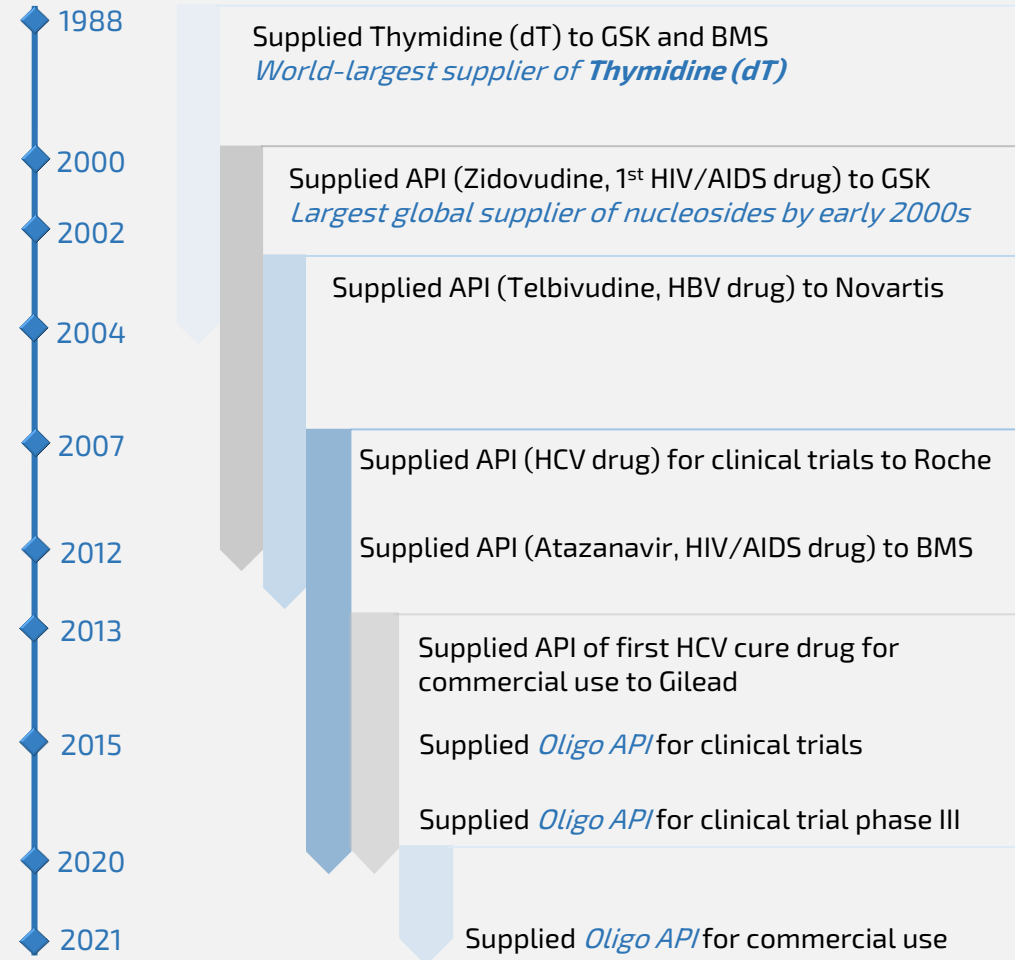 1988
Supplied Thymidine (dT) to GSK and BMS
World-largest supplier of Thymidine (dT)
2000
Supplied API (Zidovudine, 1st HIV/AIDS drug) to GSK
Largest global supplier of nucleosides by early 2000s
2002
Supplied API (Telbivudine, HBV drug) to Novartis
2004
2007
Supplied API (HCV drug) for clinical trials to Roche
2012
Supplied API (Atazanavir, HIV/AIDS drug) to BMS
2013
Supplied API of first HCV cure drug for
commercial use to Gilead
2015
Supplied Oligo API for clinical trials
Supplied Oligo API for clinical trial phase III
2020
2021
Supplied Oligo API for commercial use